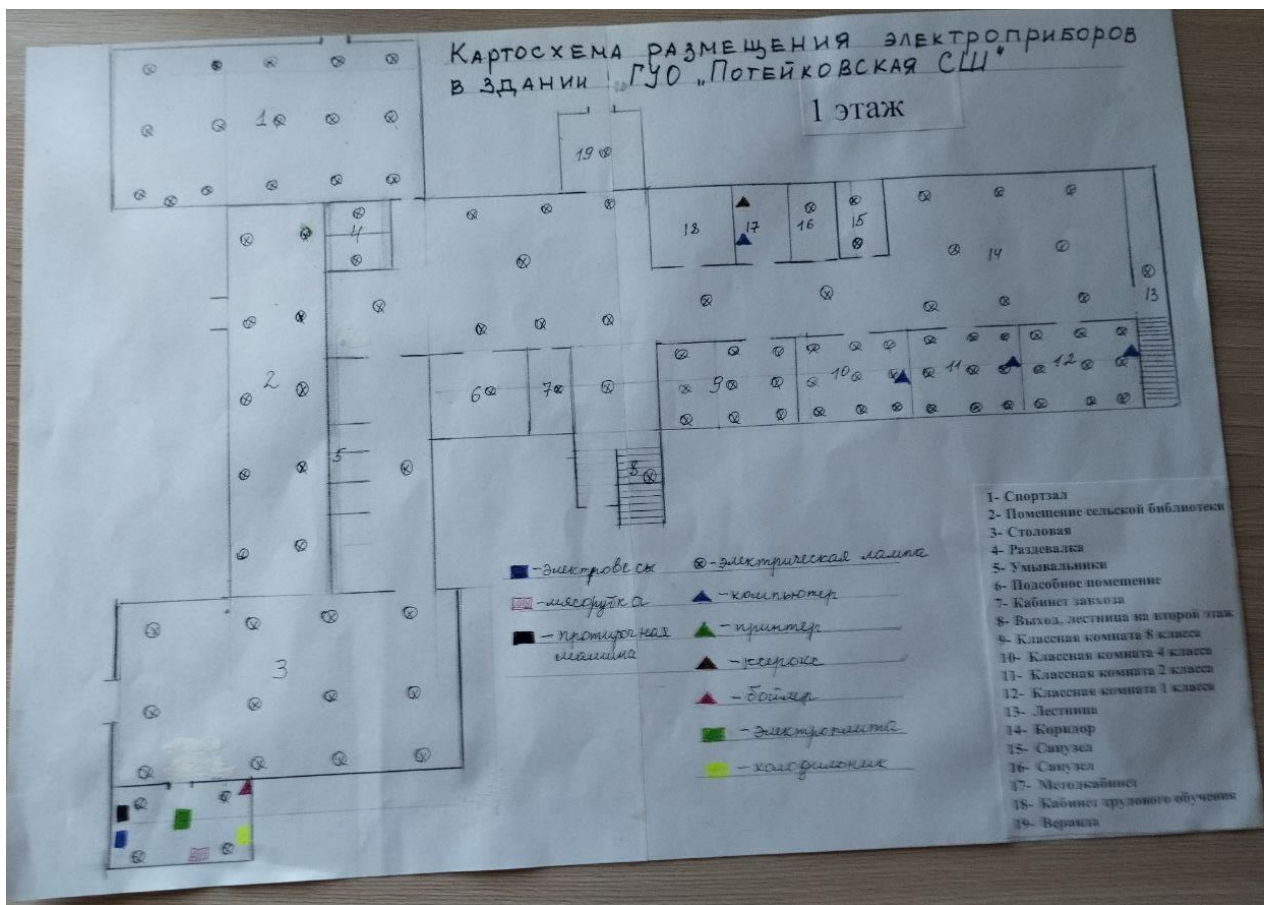 Картосхема размещения электроприборов
в здании „ГУО „Потейковская СШ"
1 этаж
19
1
4
18
17
16
15
14
13
2
6
7
9
10
11
12
5
8
3
-электровесы
-мясорубка
- протирочная
машина
-электрическая лампа
- компьютер
- принтер
- ксерокс
- бойлер
- электроплита
- холодильник
1- Спортзал
2- Помещение сельской библиотеки
3- Столовая
4- Раздевалка
5- Умывальники
6- Подсобное помещение
7- Кабинет завхоза
8- Выход, лестница на второй этаж
9- Классная комната 8 класса
10- Классная комната 4 класса
11- Классная комната 2 класса
12- Классная комната 1 класса
13- Лестница
14- Коридор
15- Санузел
16- Санузел
17- Методкабинет
18- Кабинет трудового обучения
19- Веранда